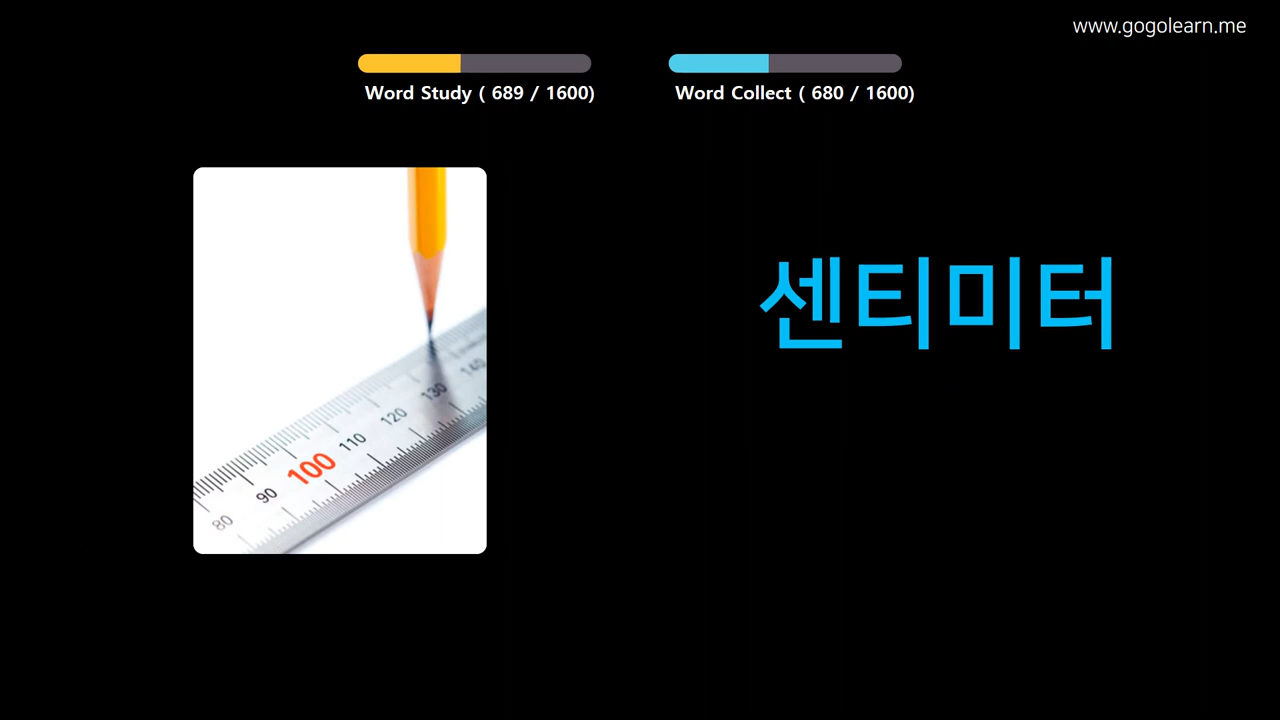 www.gogolearn.me
Word Study ( 689 / 1600)
Word Collect ( 680 / 1600)
센티미터
80
90
100
110
120
130
140